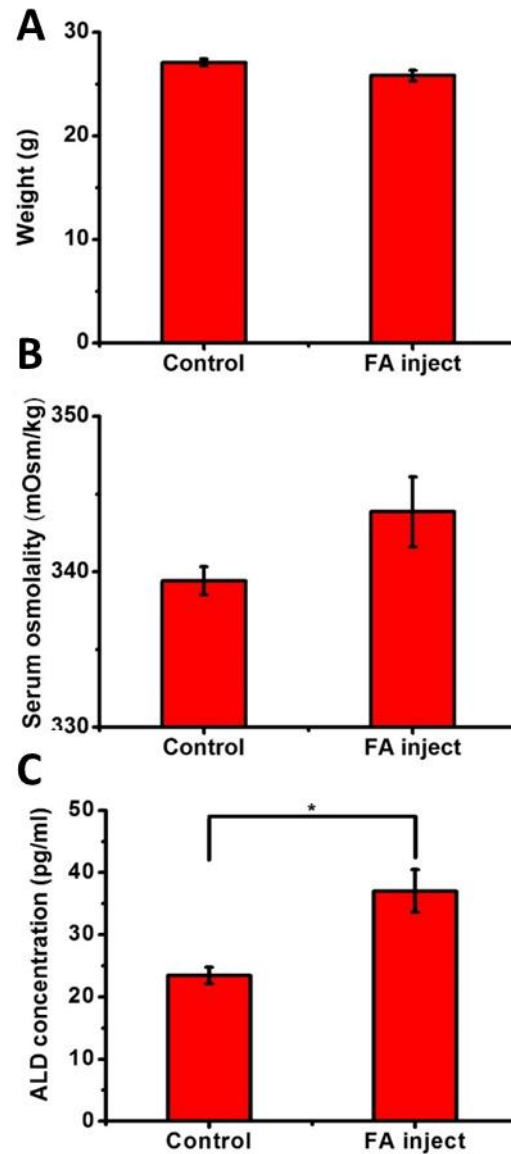 A
Weight (g)
30
20
10
0
Control
FA inject
B
Serum osmolality (mOsm/kg)
350
340
330
Control
FA inject
C
ALD concentration (pg/ml)
50
40
30
20
10
0
*
Control
FA inject